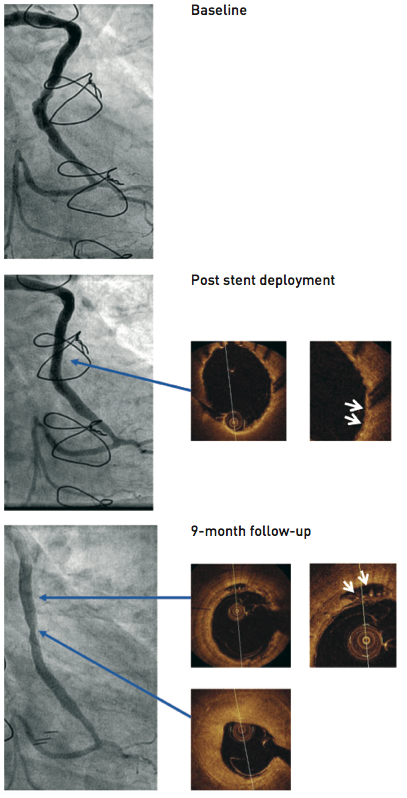 Baseline
Post stent deployment
9-month follow-up